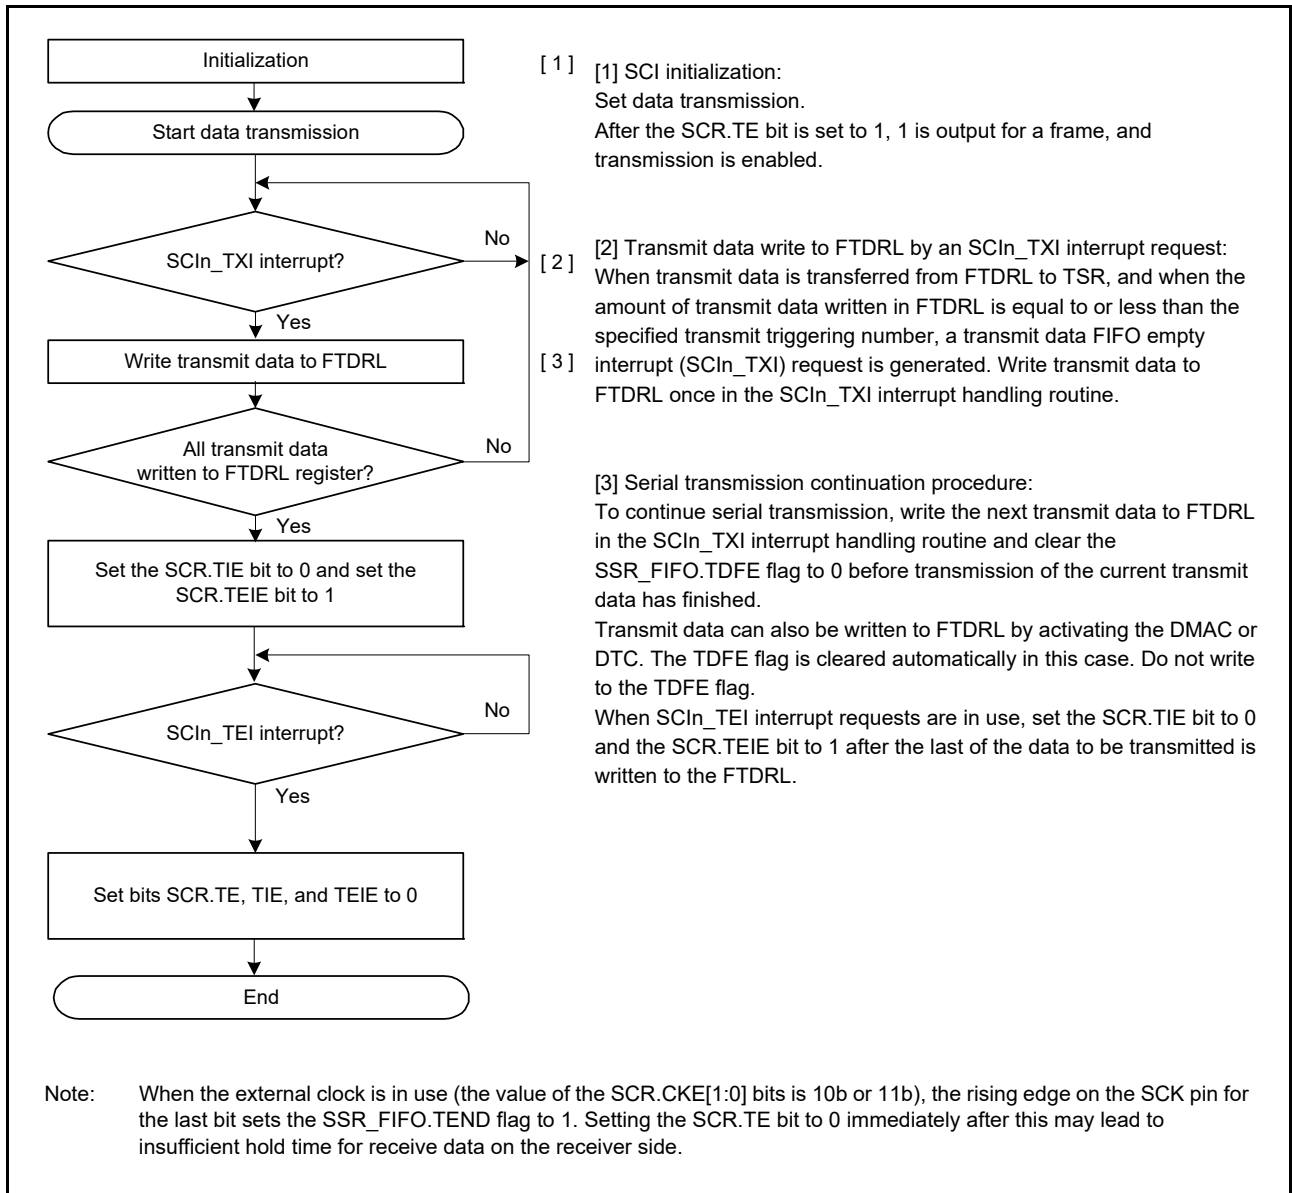 Initialization
Start data transmission
SCIn_TXI interrupt?
No
Yes
Write transmit data to FTDRL
All transmit data
written to FTDRL register?
No
Yes
Set the SCR.TIE bit to 0 and set the
SCR.TEIE bit to 1
SCIn_TEI interrupt?
No
Yes
Set bits SCR.TE, TIE, and TEIE to 0
End
[ 1 ]
[1] SCI initialization:
Set data transmission.
After the SCR.TE bit is set to 1, 1 is output for a frame, and
transmission is enabled.
[ 2 ]
[2] Transmit data write to FTDRL by an SCIn_TXI interrupt request:
When transmit data is transferred from FTDRL to TSR, and when the
amount of transmit data written in FTDRL is equal to or less than the
specified transmit triggering number, a transmit data FIFO empty
interrupt (SCIn_TXI) request is generated. Write transmit data to
FTDRL once in the SCIn_TXI interrupt handling routine.
[ 3 ]
[3] Serial transmission continuation procedure:
To continue serial transmission, write the next transmit data to FTDRL
in the SCIn_TXI interrupt handling routine and clear the
SSR_FIFO.TDFE flag to 0 before transmission of the current transmit
data has finished.
Transmit data can also be written to FTDRL by activating the DMAC or
DTC. The TDFE flag is cleared automatically in this case. Do not write
to the TDFE flag.
When SCIn_TEI interrupt requests are in use, set the SCR.TIE bit to 0
and the SCR.TEIE bit to 1 after the last of the data to be transmitted is
written to the FTDRL.
Note: When the external clock is in use (the value of the SCR.CKE[1:0] bits is 10b or 11b), the rising edge on the SCK pin for
the last bit sets the SSR_FIFO.TEND flag to 1. Setting the SCR.TE bit to 0 immediately after this may lead to
insufficient hold time for receive data on the receiver side.